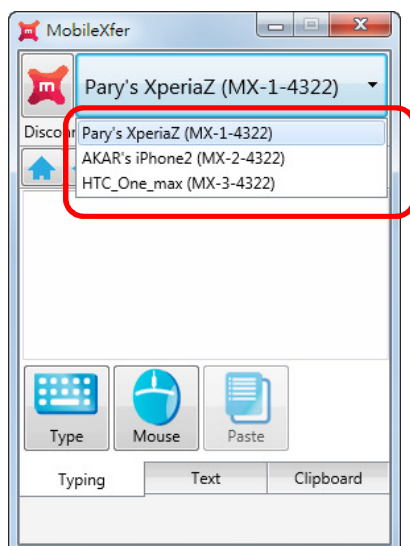 MobileXfer
m
Pary's XperiaZ (MX-1-4322)
Pary's XperiaZ (MX-1-4322)
AKAR's iPhone2 (MX-2-4322)
HTC_One_max (MX-3-4322)
Type
Mouse
Paste
Typing
Text
Clipboard